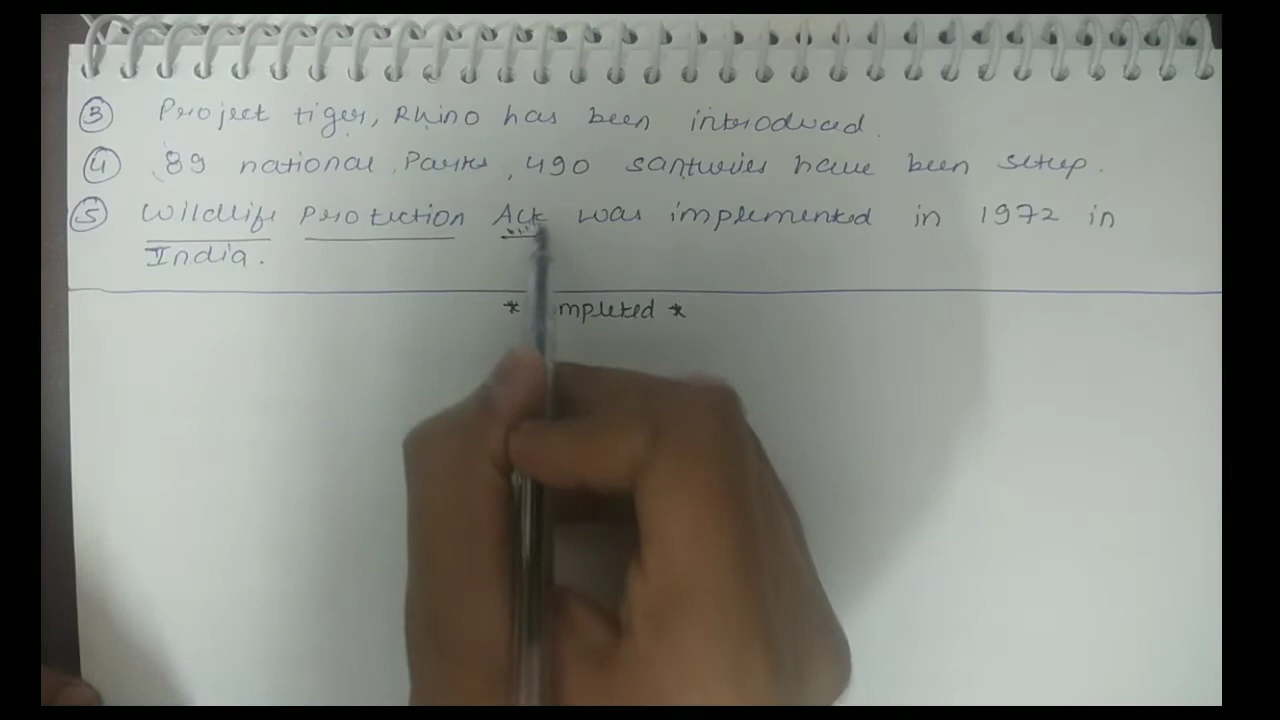 ③ Project tiger, Rhino has been introduced.
④ 89 national Parks, 490 santuries have been setup.
⑤ Wildlife Protection Act was implemented in 1972 in
India.
* mpleted *